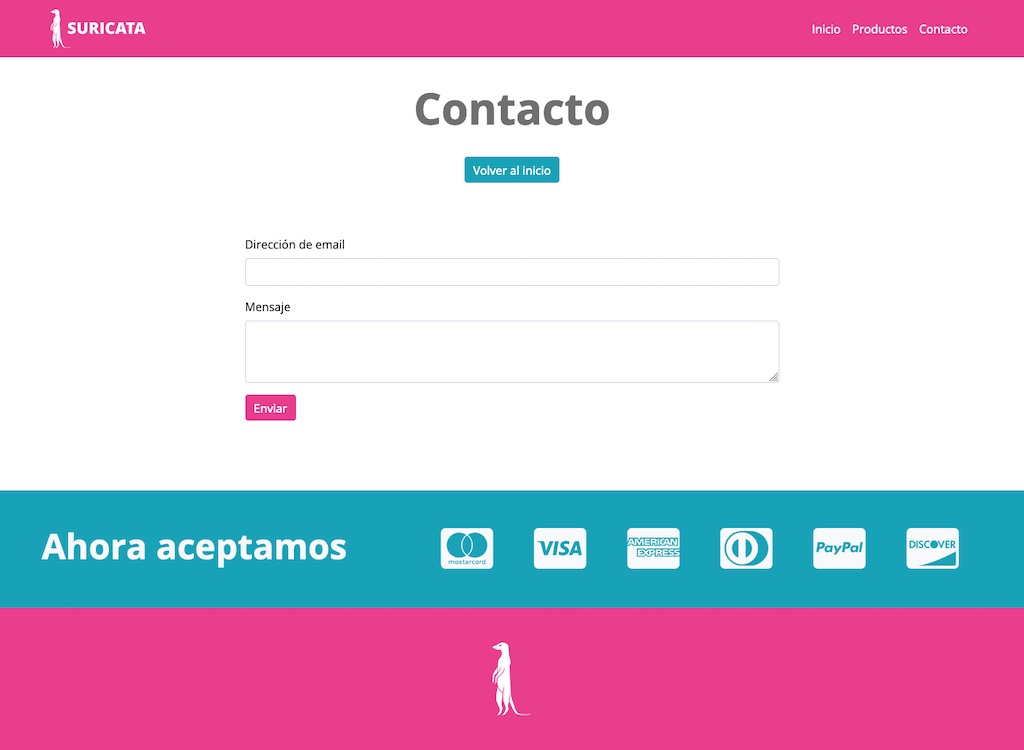 SURICATA
Inicio Productos Contacto
Contacto
Volver al inicio
Dirección de email
Mensaje
Enviar
Ahora aceptamos
mastercard VISA AMERICAN EXPRESS PayPal DISCOVER